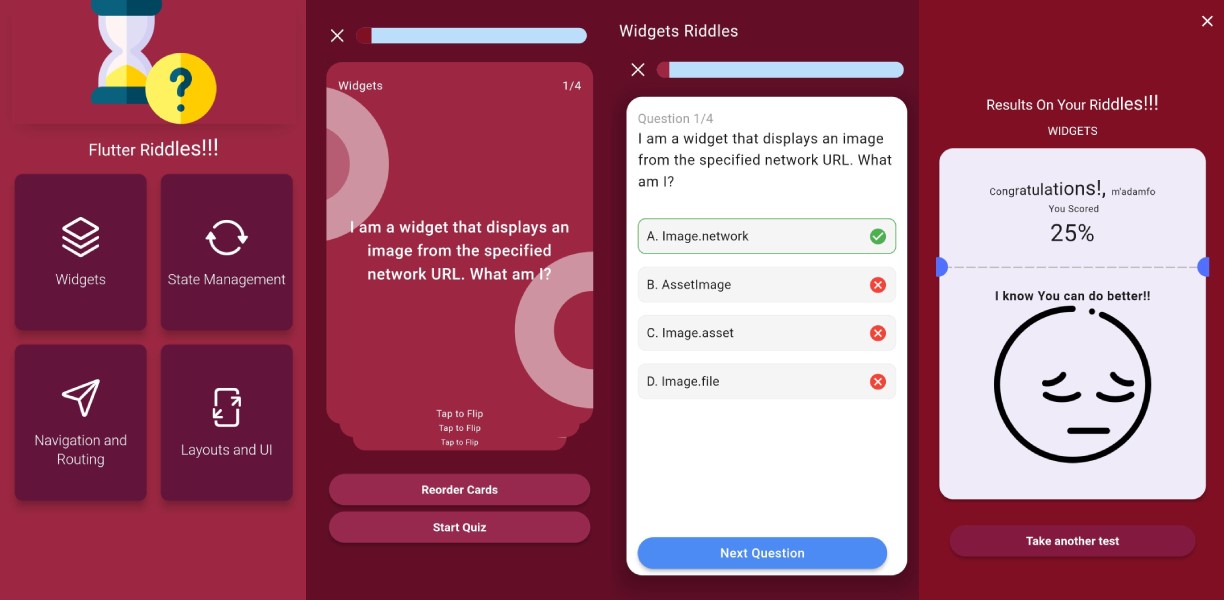 ?
Flutter Riddles!!!
Widgets
State Management
Navigation and
Routing
Layouts and UI
Widgets
1/4
I am a widget that displays an
image from the specified
network URL. What am I?
Tap to Flip
Tap to Flip
Tap to Flip
Reorder Cards
Start Quiz
Widgets Riddles
Question 1/4
I am a widget that displays an image
from the specified network URL. What
am I?
A. Image.network
B. AssetImage
C. Image.asset
D. Image.file
Next Question
Results On Your Riddles!!!
WIDGETS
Congratulations!, m'adamfo
You Scored
25%
I know You can do better!!
Take another test